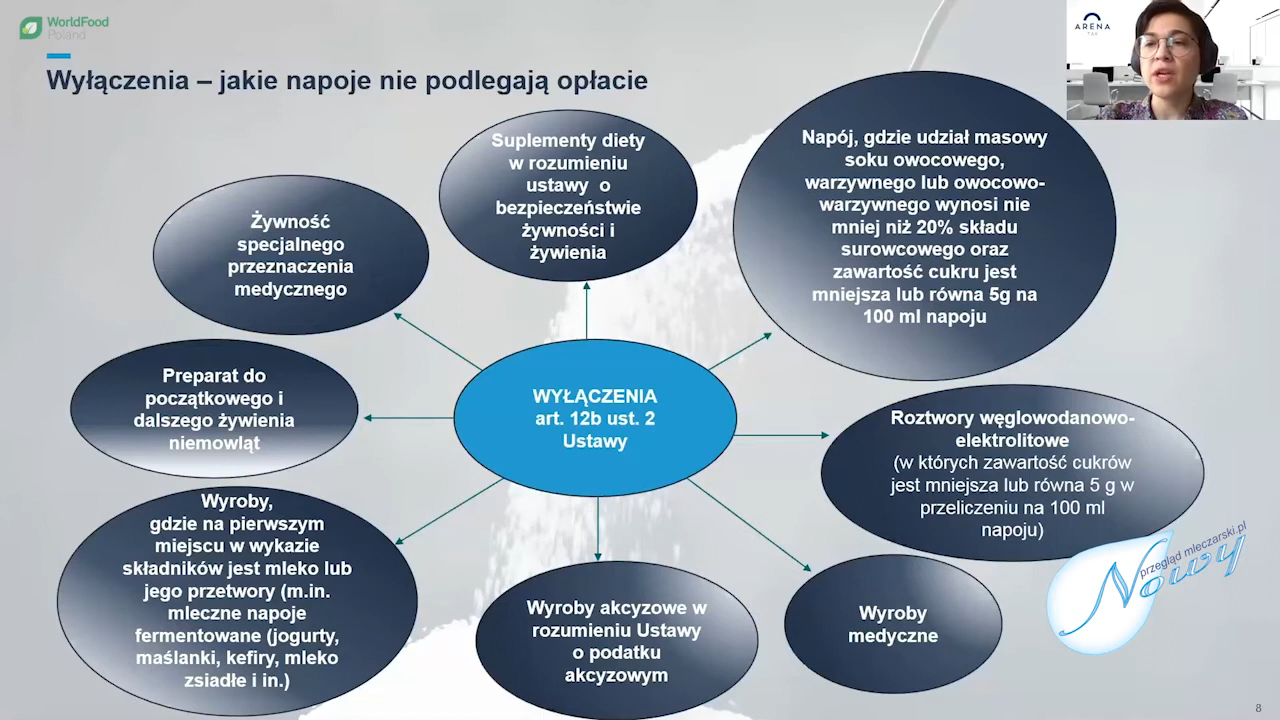 WorldFood
Poland
ARENA
TAX
Wyłączenia – jakie napoje nie podlegają opłacie
Suplementy diety
w rozumieniu
ustawy o
bezpieczeństwie
żywności i
żywienia
Napój, gdzie udział masowy
soku owocowego,
warzywnego lub owocowo-
warzywnego wynosi nie
mniej niż 20% składu
surowcowego oraz
zawartość cukru jest
mniejsza lub równa 5g na
100 ml napoju
Żywność
specjalnego
przeznaczenia
medycznego
Preparat do
początkowego i
dalszego żywienia
niemowląt
WYŁĄCZENIA
art. 12b ust. 2
Ustawy
Roztwory węglowodanowo-
elektrolitowe
(w których zawartość cukrów
jest mniejsza lub równa 5 g w
przeliczeniu na 100 ml
napoju)
Wyroby,
gdzie na pierwszym
miejscu w wykazie
składników jest mleko lub
jego przetwory (m.in.
mleczne napoje
fermentowane (jogurty,
maślanki, kefiry, mleko
zsiadłe i in.)
Wyroby akcyzowe w
rozumieniu Ustawy
o podatku
akcyzowym
Wyroby
medyczne
przegląd mleczarski.pl
Nowy
8